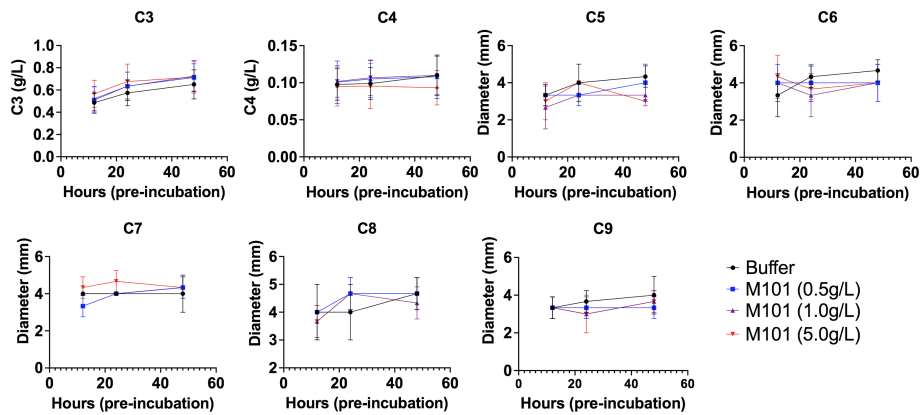 C3
C3 (g/L)
1.0
0.8
0.6
0.4
0.2
0.0
0 20 40 60
Hours (pre-incubation)
C4
C4 (g/L)
0.15
0.10
0.05
0.00
0 20 40 60
Hours (pre-incubation)
C5
Diameter (mm)
6
4
2
0
0 20 40 60
Hours (pre-incubation)
C6
Diameter (mm)
6
4
2
0
0 20 40 60
Hours (pre-incubation)
C7
Diameter (mm)
6
4
2
0
0 20 40 60
Hours (pre-incubation)
C8
Diameter (mm)
6
5
4
3
2
0 20 40 60
Hours (pre-incubation)
C9
Diameter (mm)
6
4
2
0
0 20 40 60
Hours (pre-incubation)
Buffer
M101 (0.5g/L)
M101 (1.0g/L)
M101 (5.0g/L)